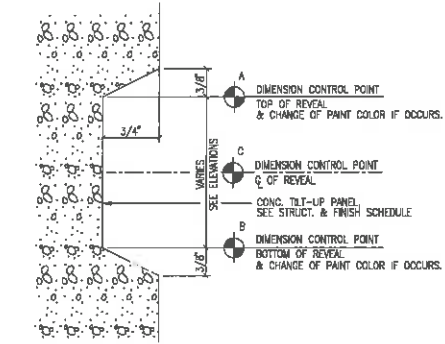 A
3/8"
DIMENSION CONTROL POINT
TOP OF REVEAL
& CHANGE OF PAINT COLOR IF OCCURS.
3/4"
C
DIMENSION CONTROL POINT
℄ OF REVEAL
VARIES
SEE ELEVATIONS
CONC. TILT-UP PANEL
SEE STRUCT. & FINISH SCHEDULE
B
DIMENSION CONTROL POINT
BOTTOM OF REVEAL
& CHANGE OF PAINT COLOR IF OCCURS.
3/8"